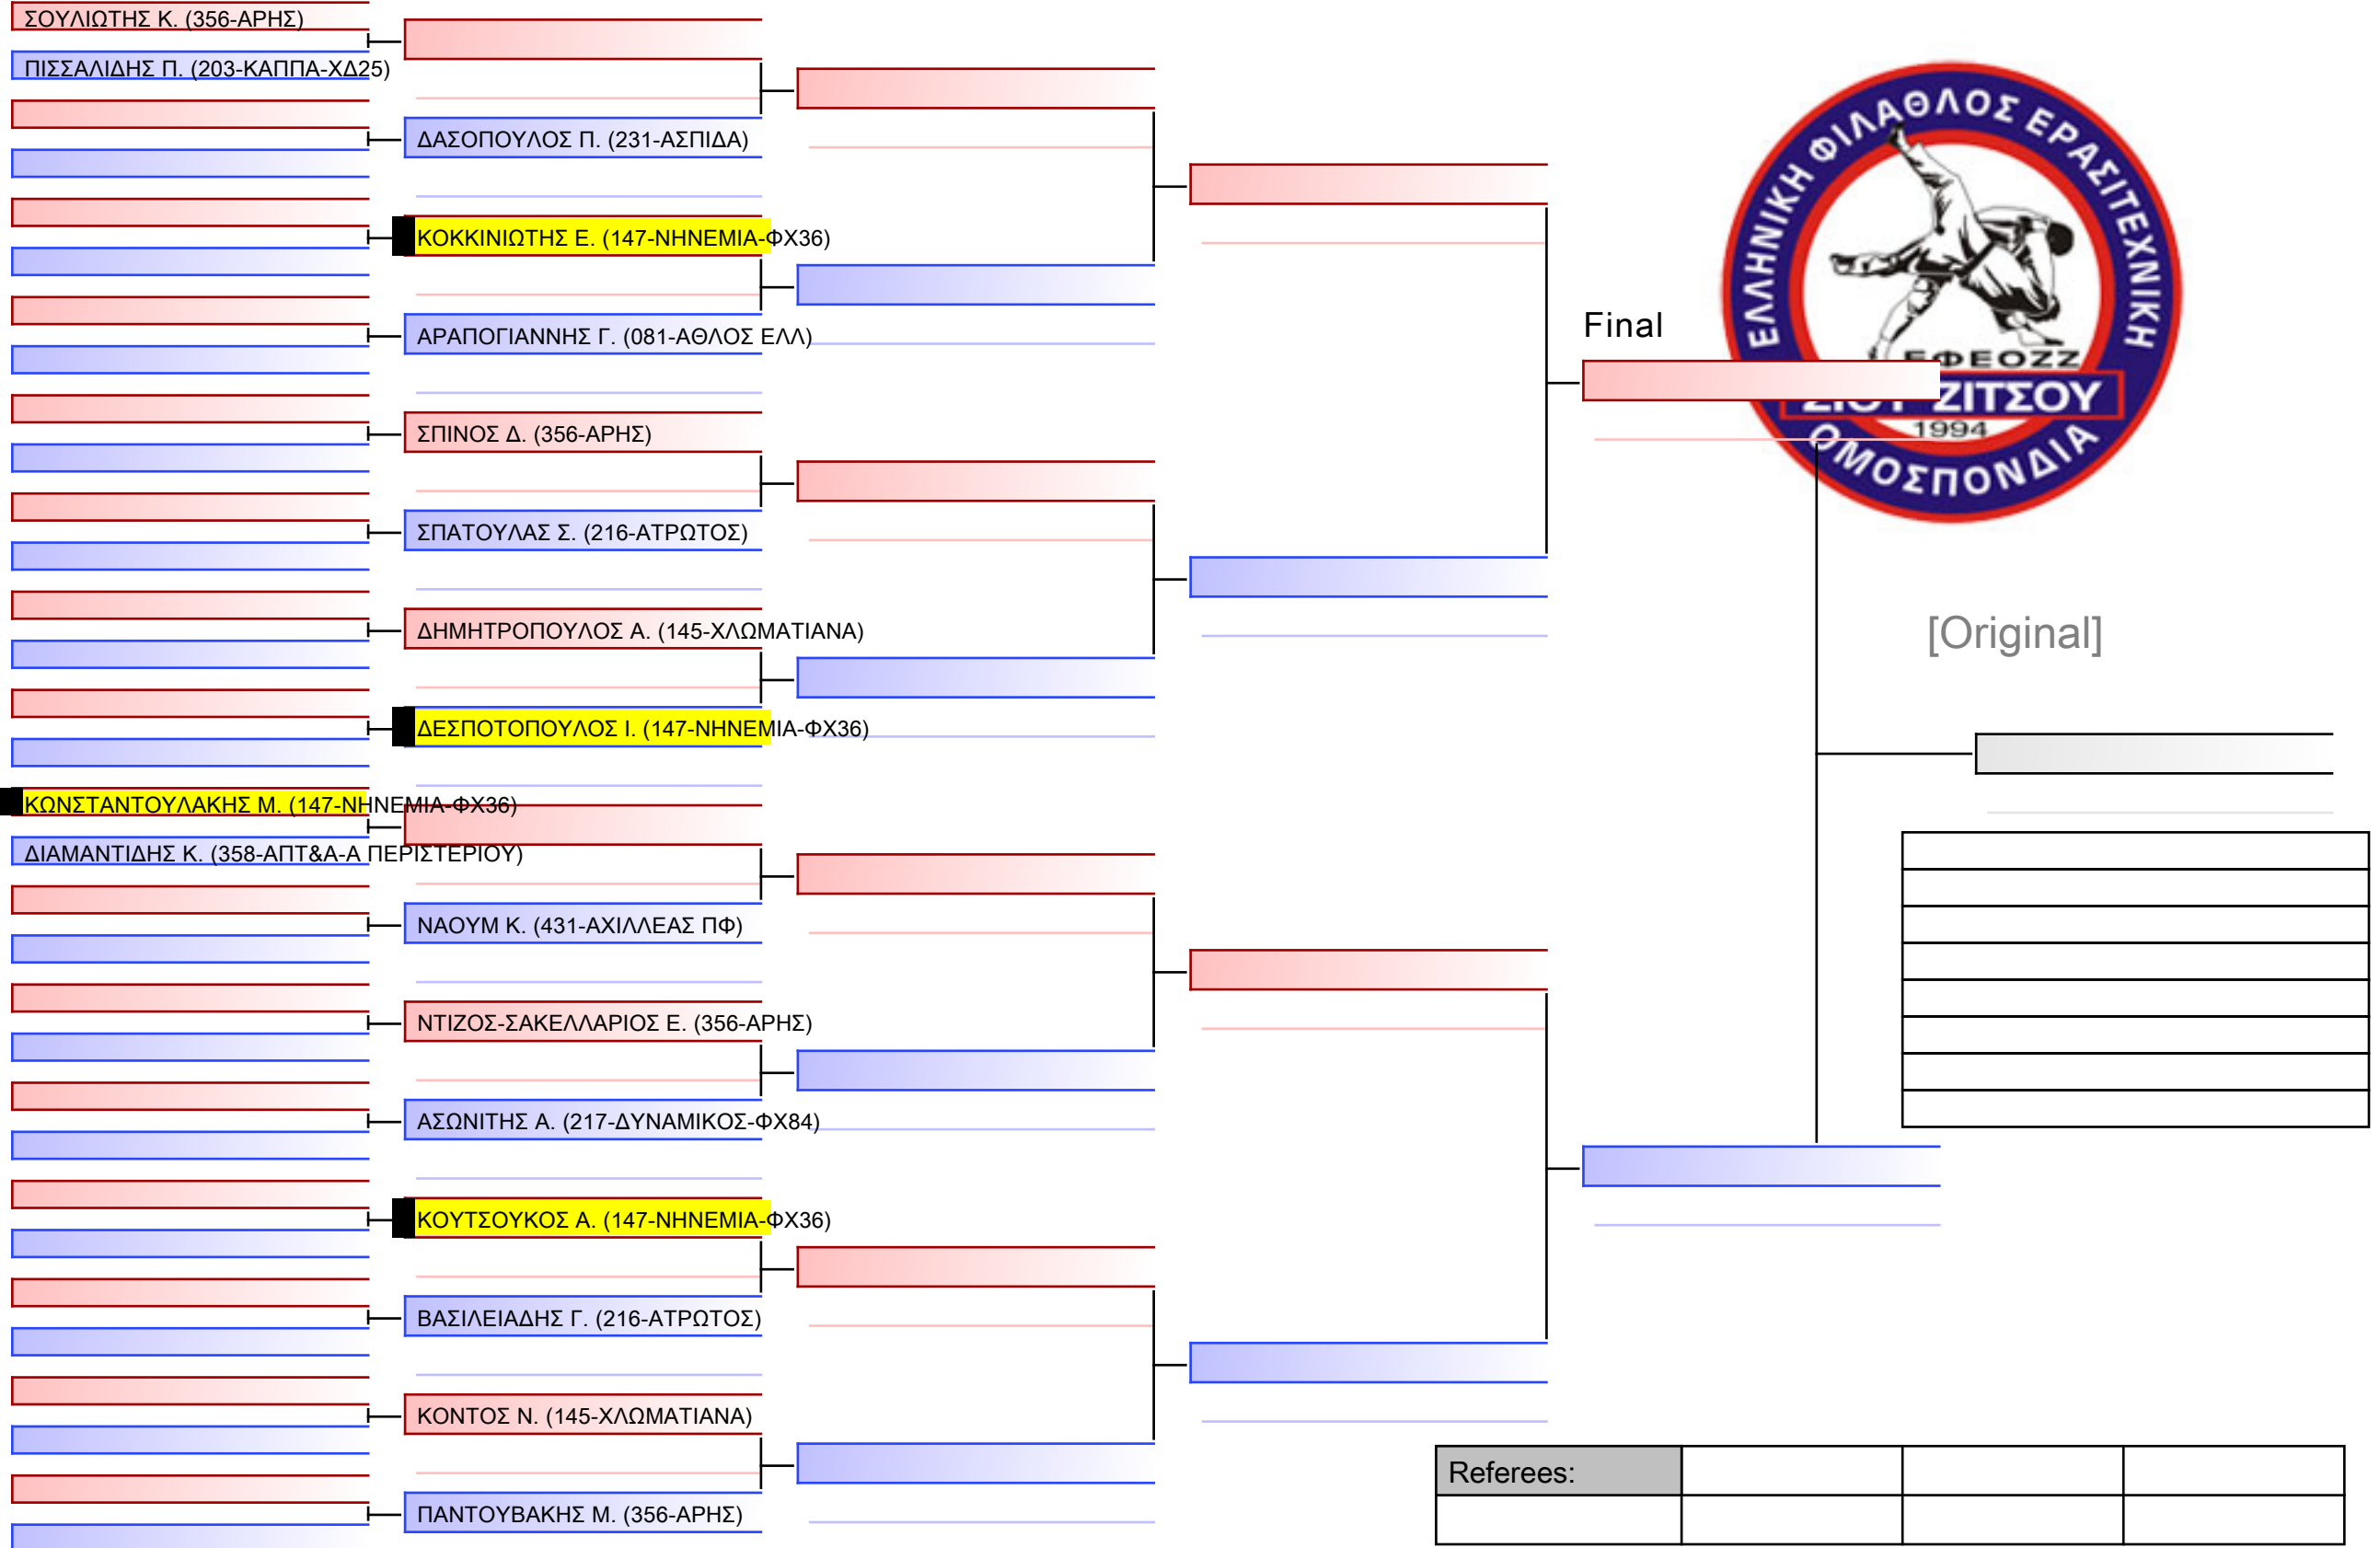 ΣΟΥΛΙΩΤΗΣ Κ. (356-ΑΡΗΣ)
ΠΙΣΣΑΛΙΔΗΣ Π. (203-ΚΑΠΠΑ-ΧΔ25)
ΔΑΣΟΠΟΥΛΟΣ Π. (231-ΑΣΠΙΔΑ)
ΚΟΚΚΙΝΙΩΤΗΣ Ε. (147-ΝΗΝΕΜΙΑ-ΦΧ36)
ΑΡΑΠΟΓΙΑΝΝΗΣ Γ. (081-ΑΘΛΟΣ ΕΛΛ)
ΣΠΙΝΟΣ Δ. (356-ΑΡΗΣ)
ΣΠΑΤΟΥΛΑΣ Σ. (216-ΑΤΡΩΤΟΣ)
ΔΗΜΗΤΡΟΠΟΥΛΟΣ Α. (145-ΧΛΩΜΑΤΙΑΝΑ)
ΔΕΣΠΟΤΟΠΟΥΛΟΣ Ι. (147-ΝΗΝΕΜΙΑ-ΦΧ36)
ΚΩΝΣΤΑΝΤΟΥΛΑΚΗΣ Μ. (147-ΝΗΝΕΜΙΑ-ΦΧ36)
ΔΙΑΜΑΝΤΙΔΗΣ Κ. (358-ΑΠΤ&Α-Α ΠΕΡΙΣΤΕΡΙΟΥ)
ΝΑΟΥΜ Κ. (431-ΑΧΙΛΛΕΑΣ ΠΦ)
ΝΤΙΖΟΣ-ΣΑΚΕΛΛΑΡΙΟΣ Ε. (356-ΑΡΗΣ)
ΑΣΩΝΙΤΗΣ Α. (217-ΔΥΝΑΜΙΚΟΣ-ΦΧ84)
ΚΟΥΤΣΟΥΚΟΣ Α. (147-ΝΗΝΕΜΙΑ-ΦΧ36)
ΒΑΣΙΛΕΙΑΔΗΣ Γ. (216-ΑΤΡΩΤΟΣ)
ΚΟΝΤΟΣ Ν. (145-ΧΛΩΜΑΤΙΑΝΑ)
ΠΑΝΤΟΥΒΑΚΗΣ Μ. (356-ΑΡΗΣ)
Final
ΕΛΛΗΝΙΚΗ ΦΙΛΑΘΛΟΣ ΕΡΑΣΙΤΕΧΝΙΚΗ
ΕΦΕΟΖΖ
ΖΙΤΣΟΥ
1994
ΟΜΟΣΠΟΝΔΙΑ
[Original]
Referees: